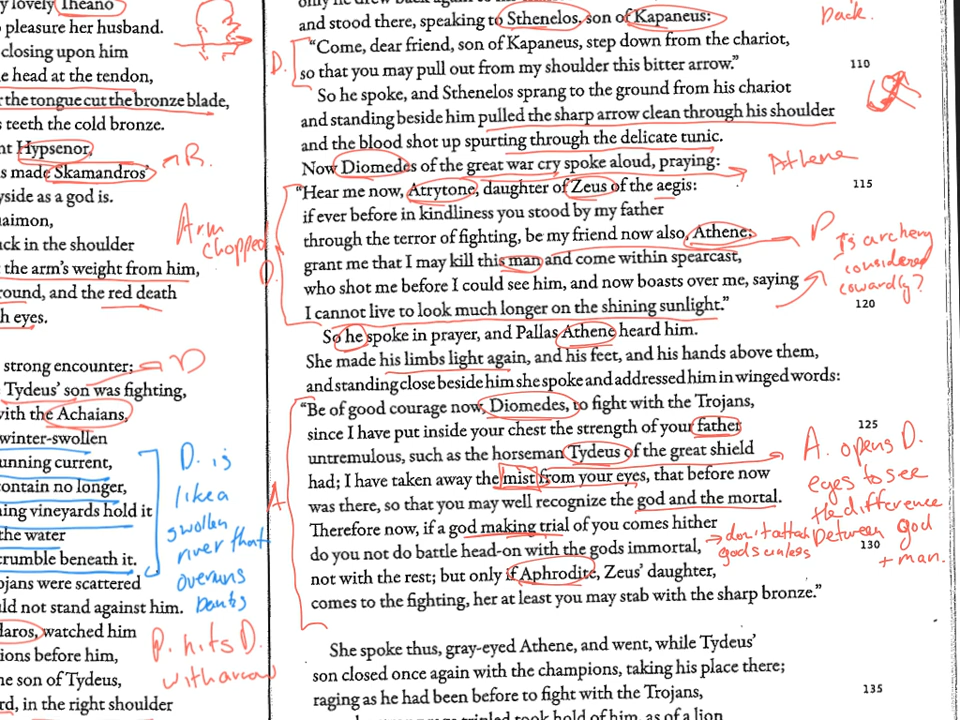 y lovely Theano
o pleasure her husband.
closing upon him
e head at the tendon,
r the tongue cut the bronze blade,
s teeth the cold bronze.
nt Hypsenor,
s made Skamandros'
R.
yside as a god is.
aimon,
ck in the shoulder
t the arm's weight from him,
round, and the red death
h eyes.
Arm
chopped
strong encounter;
D
Tydeus' son was fighting,
with the Achaians,
winter-swollen
unning current,
ontain no longer,
ning vineyards hold it
the water
crumble beneath it.
ojans were scattered
uld not stand against him.
daros, watched him
ions before him,
he son of Tydeus,
rd, in the right shoulder
D. is
like a
swollen
river that
overruns
banks
P. hits D.
with arrow
and stood there, speaking to Sthenelos, son of Kapaneus:
back.
D.
“Come, dear friend, son of Kapaneus, step down from the chariot,
so that you may pull out from my shoulder this bitter arrow.”
110
So he spoke, and Sthenelos sprang to the ground from his chariot
and standing beside him pulled the sharp arrow clean through his shoulder
and the blood shot up spurting through the delicate tunic.
Now Diomedes of the great war cry spoke aloud, praying:
Athene
“Hear me now, Atrytone, daughter of Zeus of the aegis:
115
if ever before in kindliness you stood by my father
through the terror of fighting, be my friend now also, Athene;
P
D.
grant me that I may kill this man and come within spearcast,
who shot me before I could see him, and now boasts over me, saying
I cannot live to look much longer on the shining sunlight.”
120
Is archery
considered
cowardly?
So he spoke in prayer, and Pallas Athene heard him.
She made his limbs light again, and his feet, and his hands above them,
and standing close beside him she spoke and addressed him in winged words:
“Be of good courage now, Diomedes, to fight with the Trojans,
since I have put inside your chest the strength of your father
125
untremulous, such as the horseman Tydeus of the great shield
A
had; I have taken away the mist from your eyes, that before now
was there, so that you may well recognize the god and the mortal.
Therefore now, if a god making trial of you comes hither
do you not do battle head-on with the gods immortal,
130
not with the rest; but only if Aphrodite, Zeus' daughter,
comes to the fighting, her at least you may stab with the sharp bronze.”
A. opens D.
eyes to see
the difference
between God
+ man.
don't attack
gods unless
She spoke thus, gray-eyed Athene, and went, while Tydeus'
son closed once again with the champions, taking his place there;
raging as he had been before to fight with the Trojans,
135